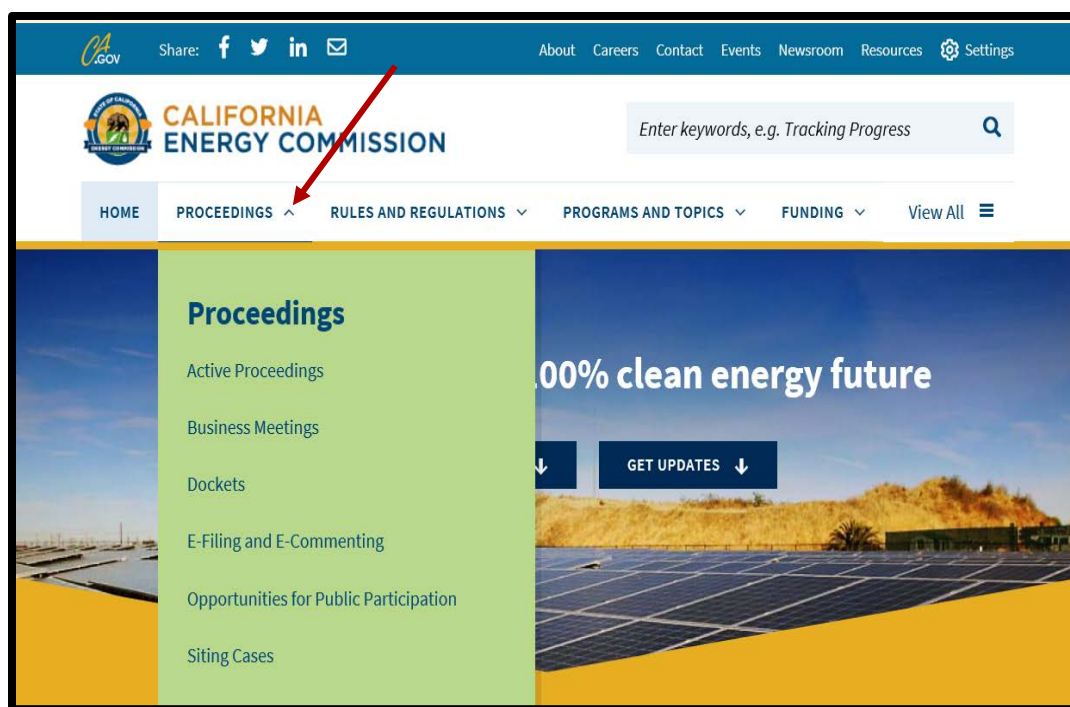 CA.GOV Share: About Careers Contact Events Newsroom Resources Settings
CALIFORNIA
ENERGY COMMISSION
Enter keywords, e.g. Tracking Progress
HOME PROCEEDINGS RULES AND REGULATIONS PROGRAMS AND TOPICS FUNDING View All
Proceedings
Active Proceedings
Business Meetings
Dockets
E-Filing and E-Commenting
Opportunities for Public Participation
Siting Cases
00% clean energy future
GET UPDATES